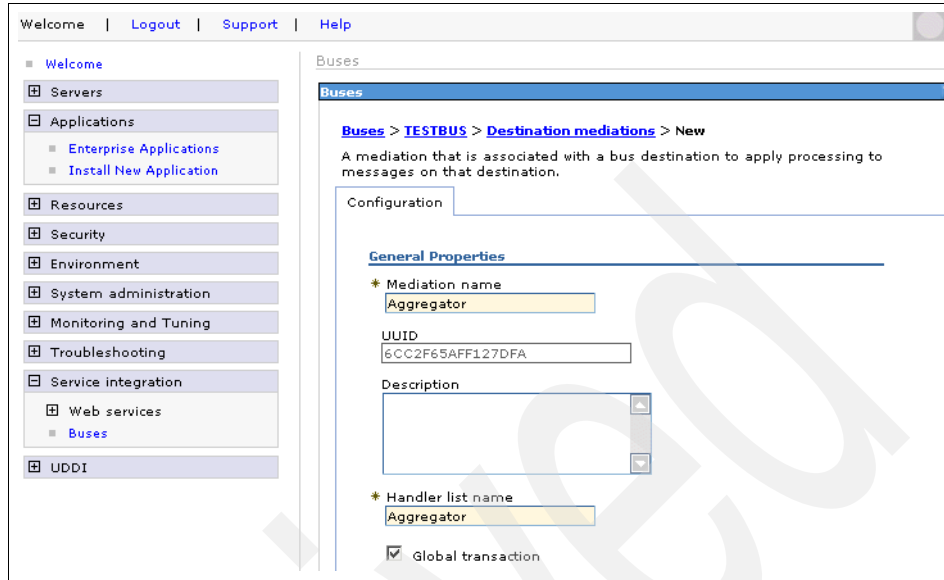 Welcome | Logout | Support | Help
Welcome
Servers
Applications
Enterprise Applications
Install New Application
Resources
Security
Environment
System administration
Monitoring and Tuning
Troubleshooting
Service integration
Web services
Buses
UDDI
Buses
Buses
Buses > TESTBUS > Destination mediations > New
A mediation that is associated with a bus destination to apply processing to
messages on that destination.
Configuration
General Properties
* Mediation name
Aggregator
UUID
6CC2F65AFF127DFA
Description
* Handler list name
Aggregator
Global transaction